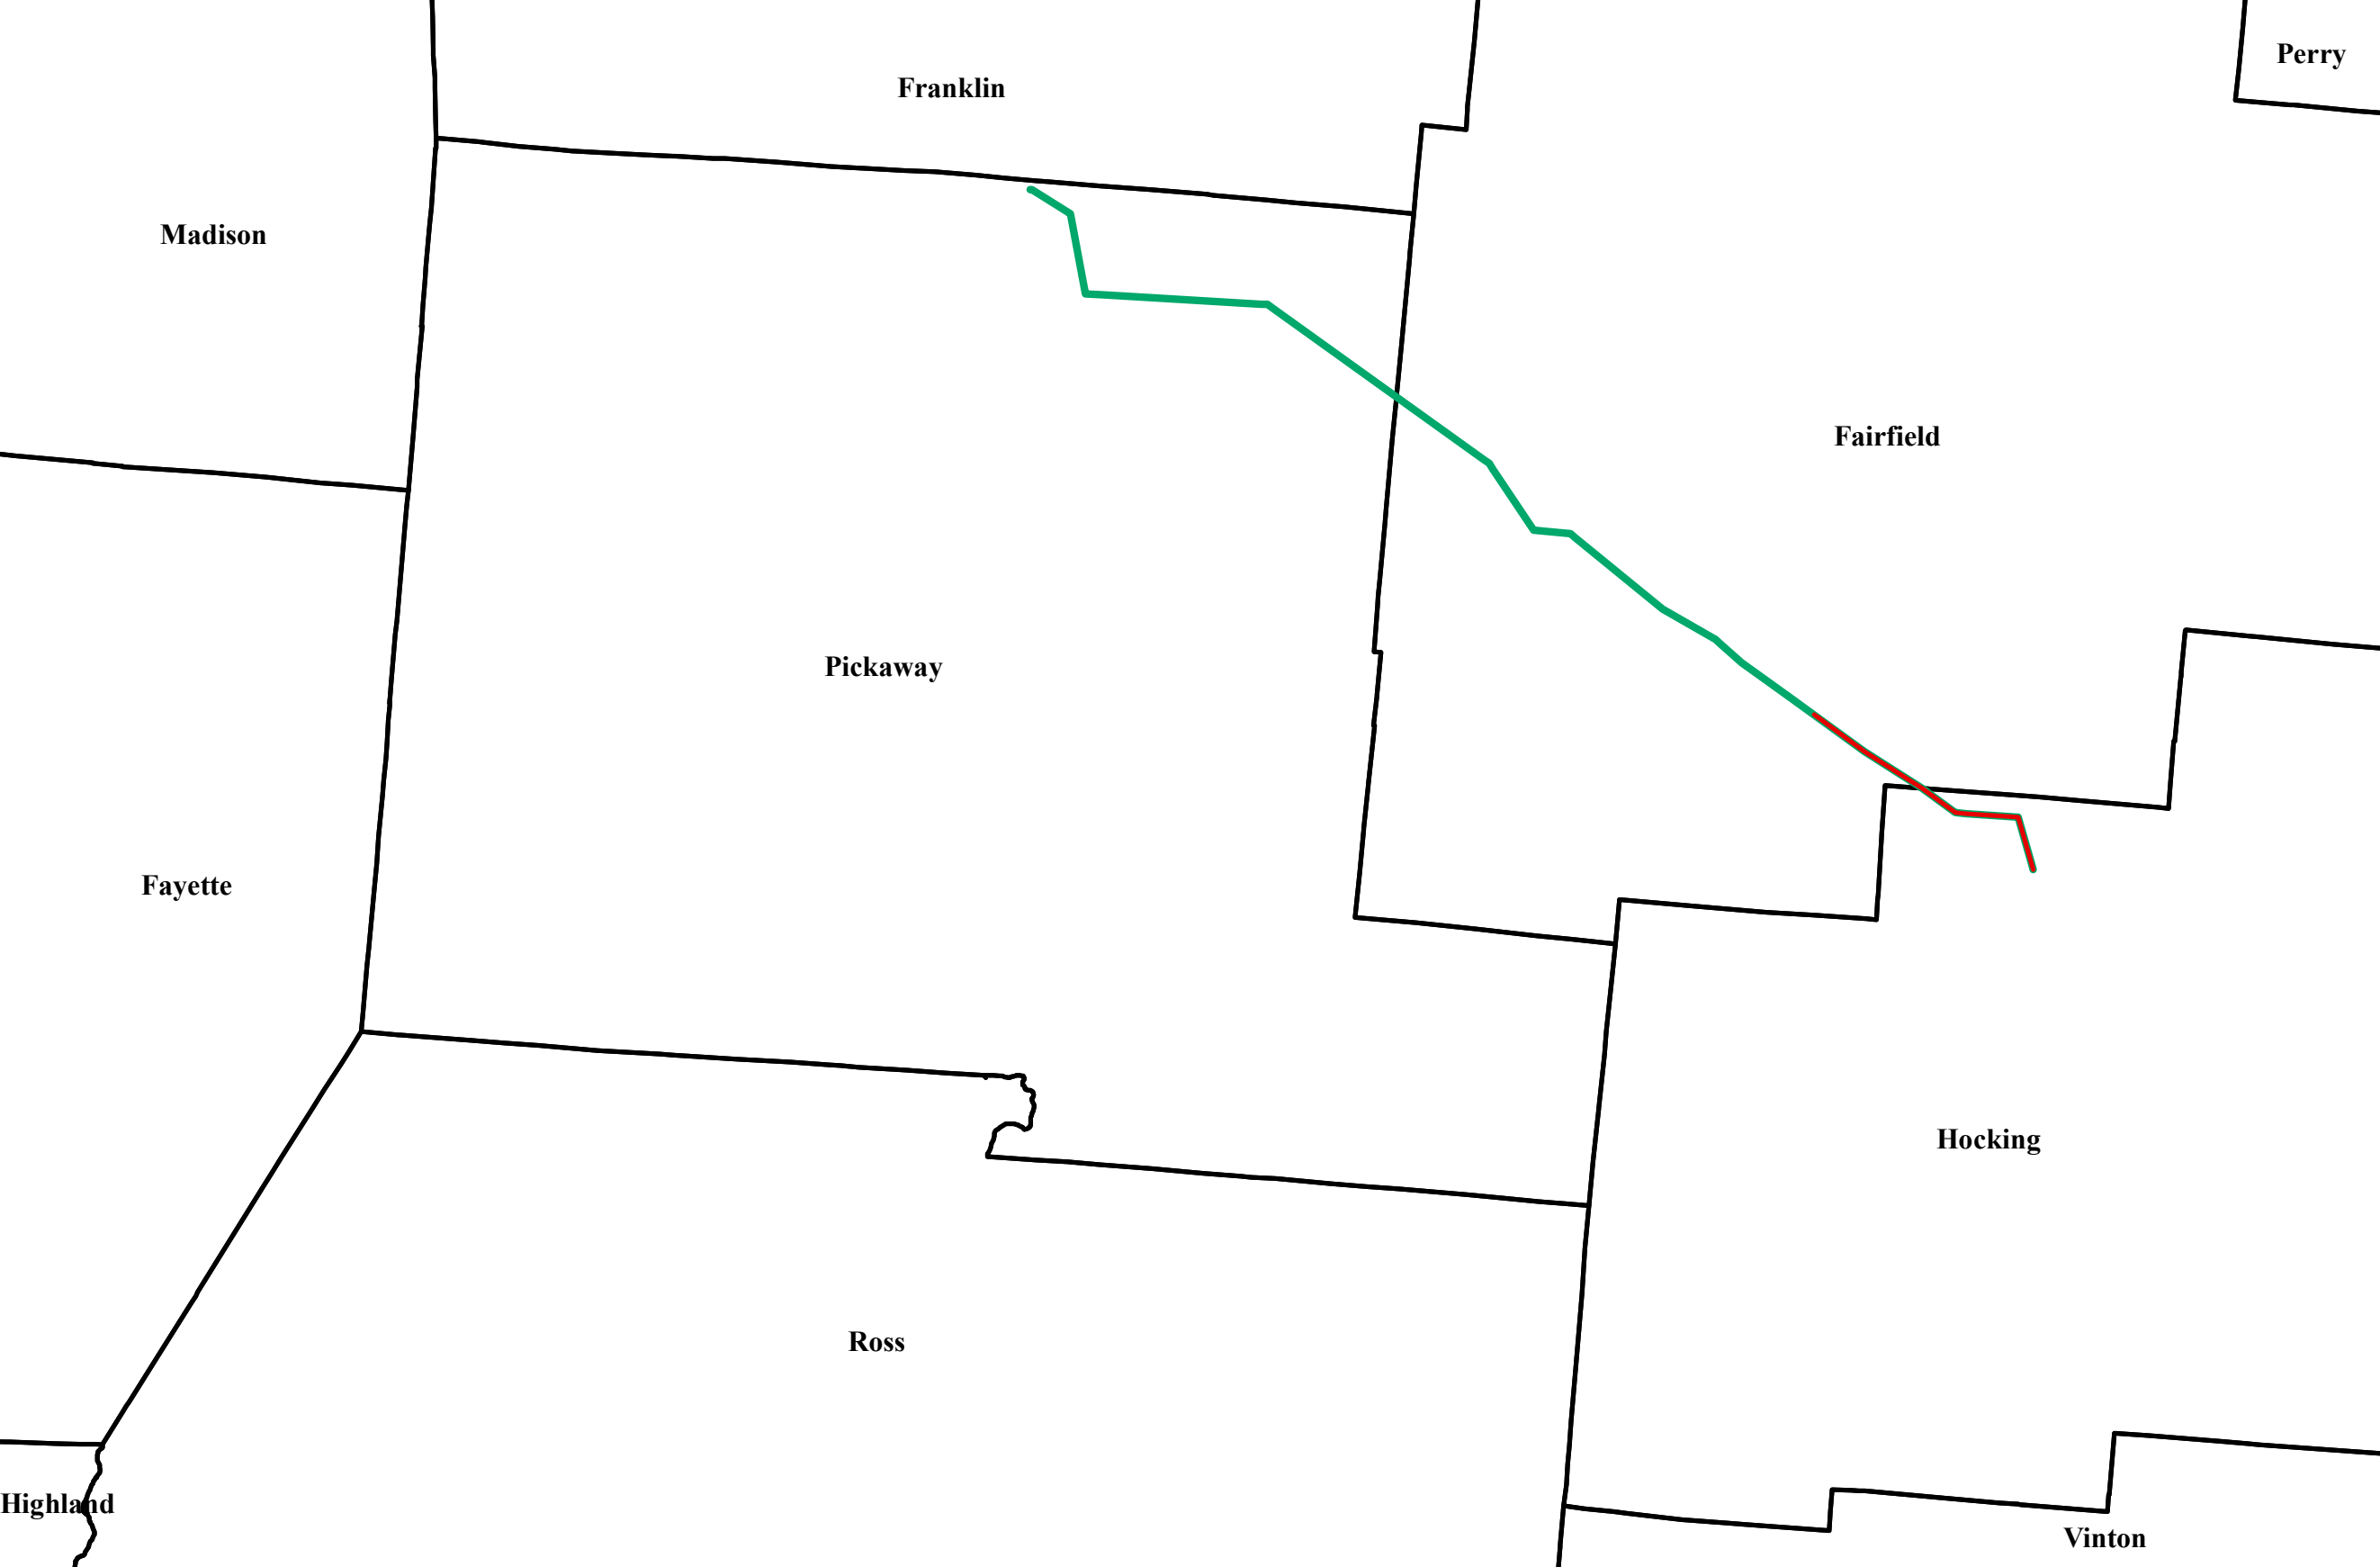 Perry
Franklin
Madison
Fairfield
Pickaway
Fayette
Hocking
Ross
Highland
Vinton